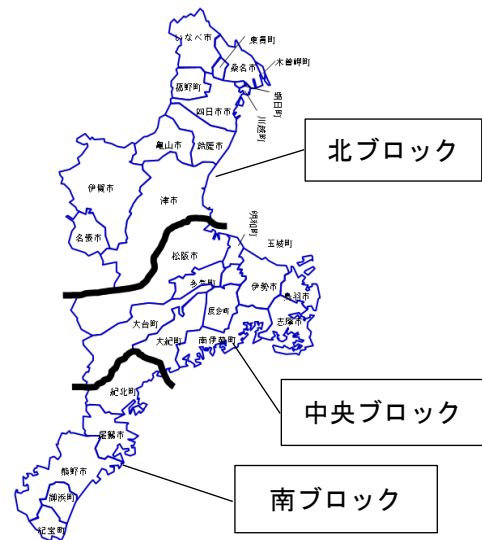 いなべ市
東員町
桑名市
木曽岬町
菰野町
朝日町
四日市市
川越町
亀山市
鈴鹿市
北ブロック
伊賀市
津市
名張市
明和町
玉城町
松阪市
多気町
伊勢市
鳥羽市
度会町
志摩市
大台町
大紀町
南伊勢町
紀北町
中央ブロック
尾鷲市
熊野市
御浜町
南ブロック
紀宝町